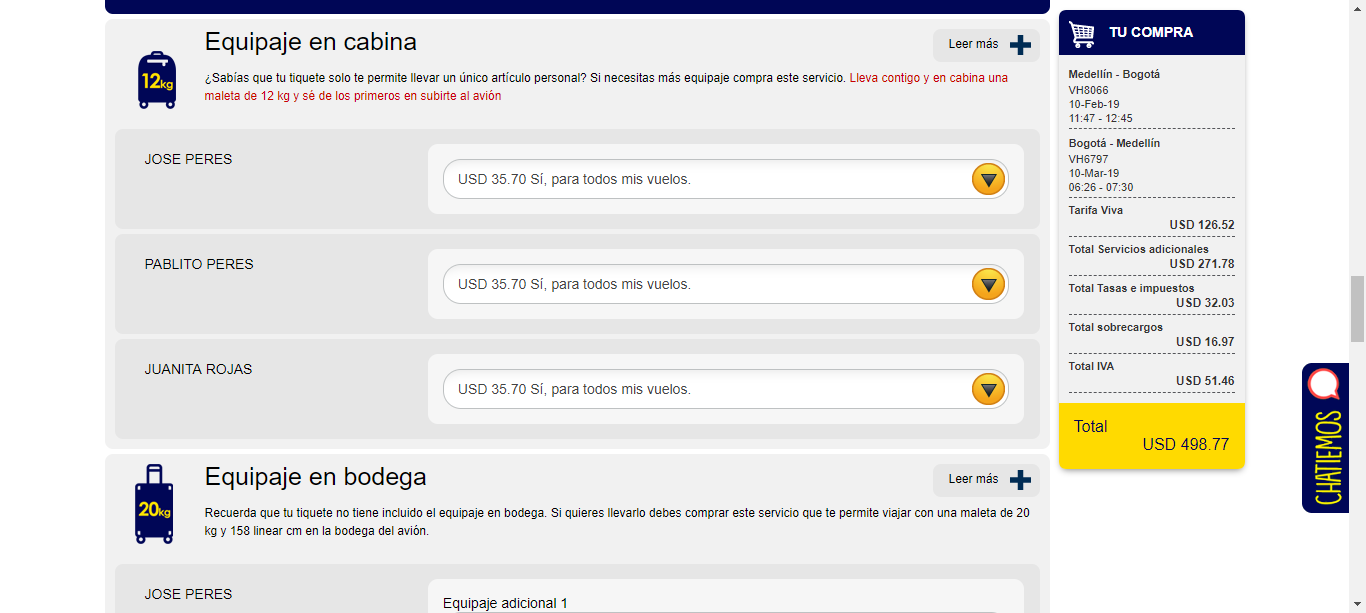 Equipaje en cabina
Leer más
12kg
¿Sabías que tu tiquete solo te permite llevar un único artículo personal? Si necesitas más equipaje compra este servicio. Lleva contigo y en cabina una
maleta de 12 kg y sé de los primeros en subirte al avión
JOSE PERES
USD 35.70 Sí, para todos mis vuelos.
PABLITO PERES
USD 35.70 Sí, para todos mis vuelos.
JUANITA ROJAS
USD 35.70 Sí, para todos mis vuelos.
Equipaje en bodega
Leer más
20kg
Recuerda que tu tiquete no tiene incluido el equipaje en bodega. Si quieres llevarlo debes comprar este servicio que te permite viajar con una maleta de 20
kg y 158 linear cm en la bodega del avión.
JOSE PERES
Equipaje adicional 1
TU COMPRA
Medellín - Bogotá
VH8066
10-Feb-19
11:47 - 12:45
Bogotá - Medellín
VH6797
10-Mar-19
06:26 - 07:30
Tarifa Viva
USD 126.52
Total Servicios adicionales
USD 271.78
Total Tasas e impuestos
USD 32.03
Total sobrecargos
USD 16.97
Total IVA
USD 51.46
Total
USD 498.77
CHATIEMOS